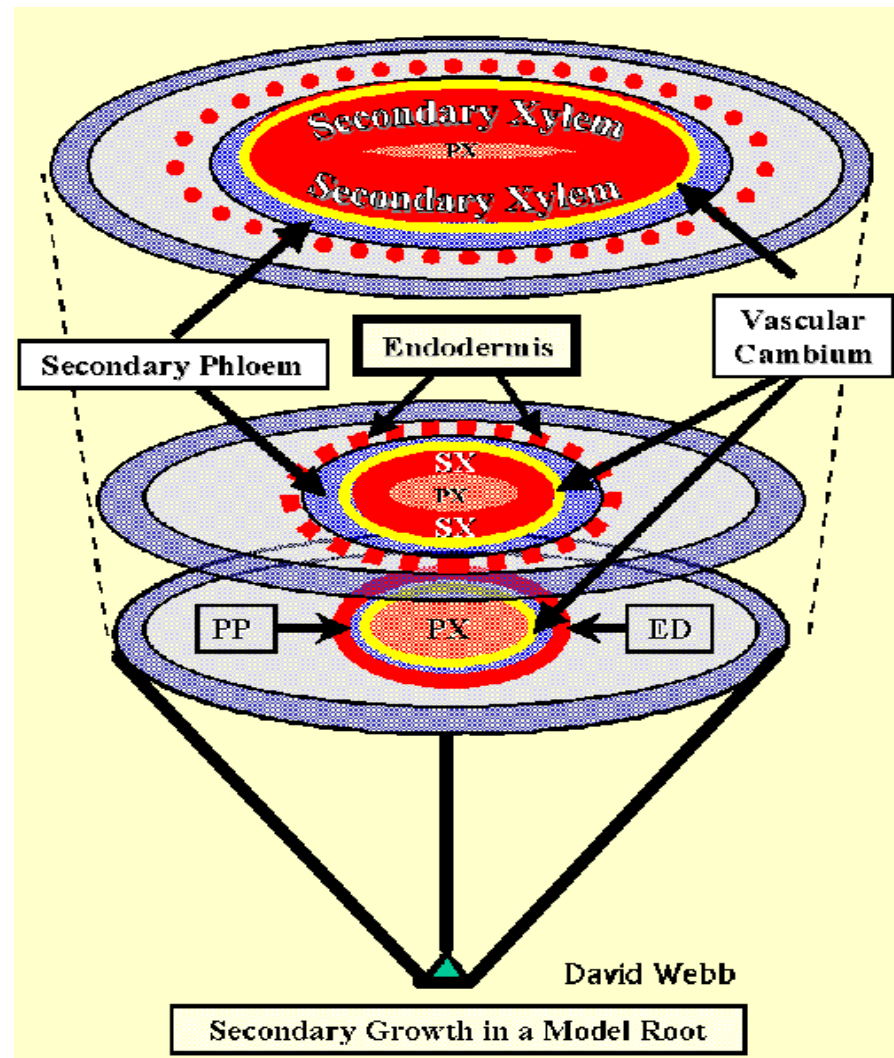 Secondary Xylem
PX
Secondary Xylem
Secondary Phloem
Endodermis
Vascular
Cambium
SX
PX
SX
PP
PX
ED
David Webb
Secondary Growth in a Model Root